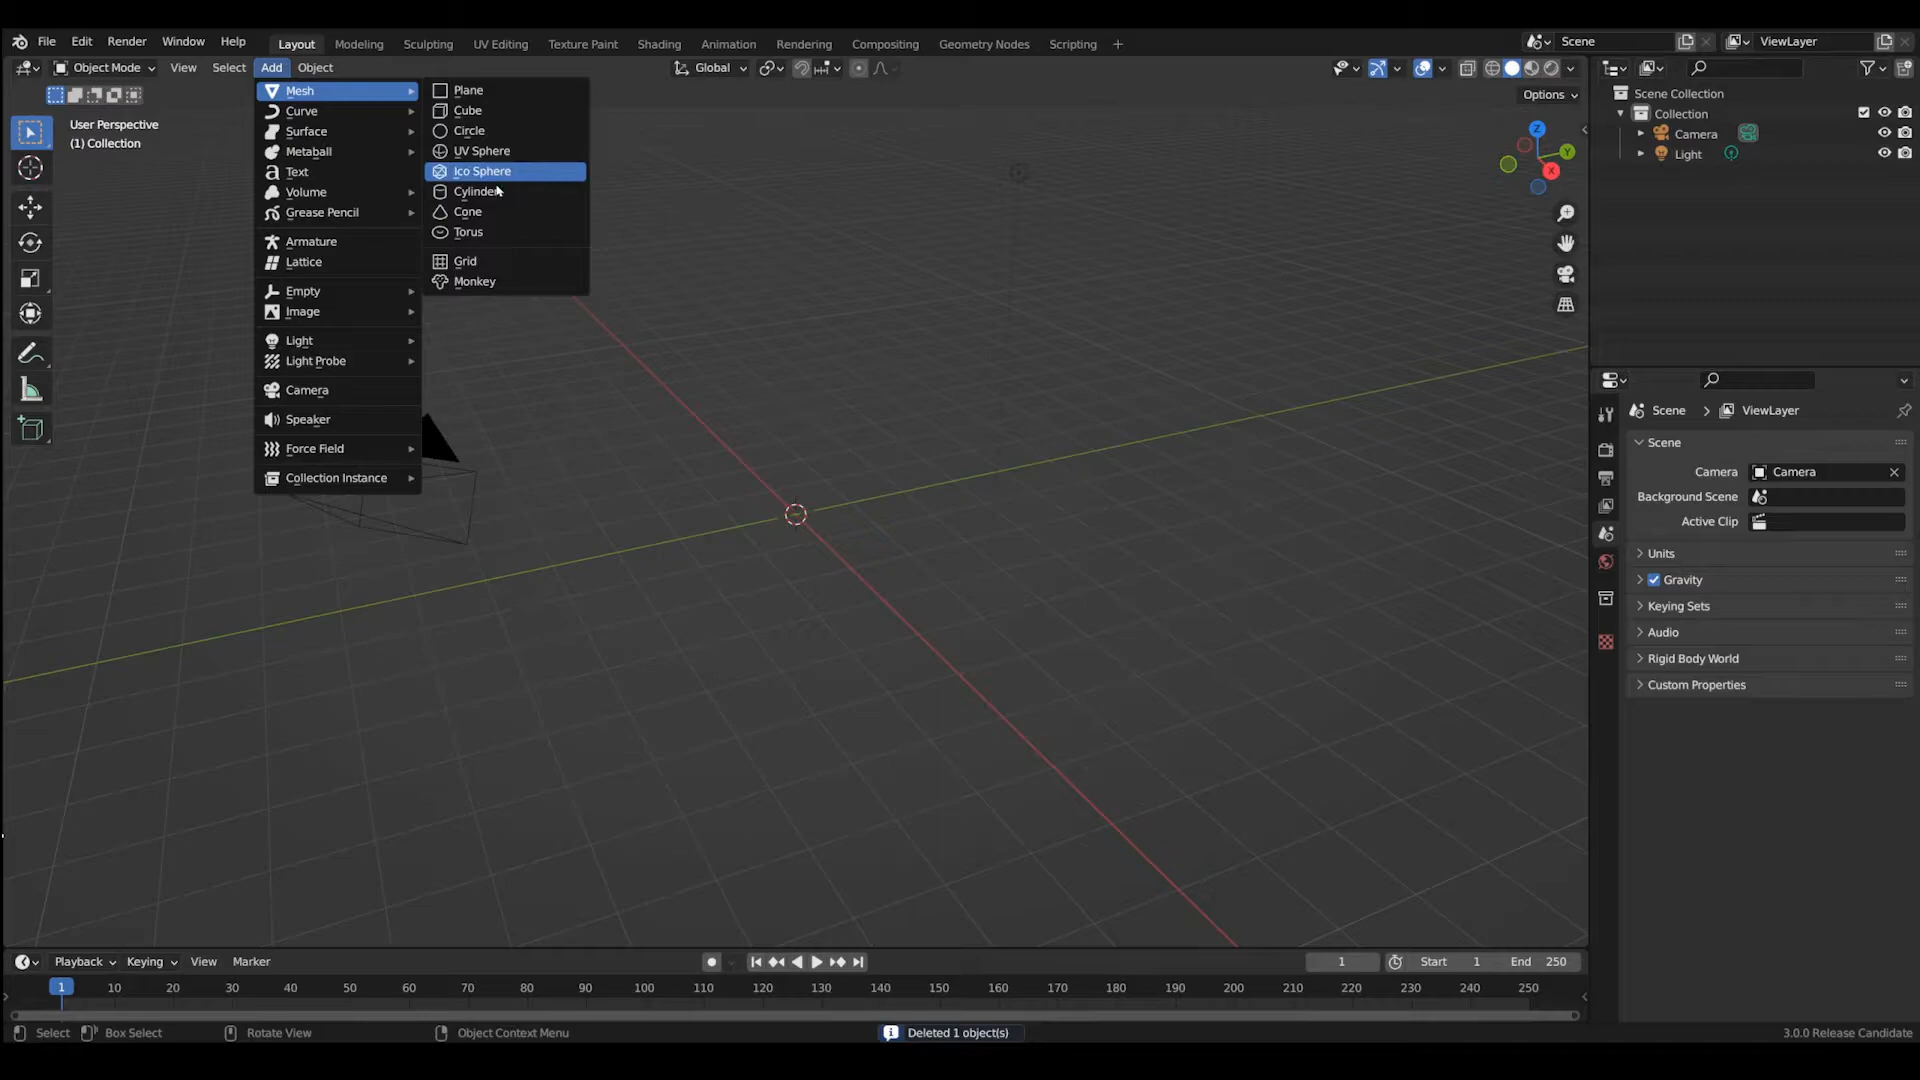 File Edit Render Window Help Layout Modeling Sculpting UV Editing Texture Paint Shading Animation Rendering Compositing Geometry Nodes Scripting + Scene ViewLayer
Object Mode View Select Add Object Global
Options
User Perspective
(1) Collection
Mesh
Curve
Surface
Metaball
Text
Volume
Grease Pencil
Armature
Lattice
Empty
Image
Light
Light Probe
Camera
Speaker
Force Field
Collection Instance
Plane
Cube
Circle
UV Sphere
Ico Sphere
Cylinder
Cone
Torus
Grid
Monkey
Z
Y
X
Scene Collection
Collection
Camera
Light
Scene ViewLayer
Scene
Camera Camera
Background Scene
Active Clip
Units
Gravity
Keying Sets
Audio
Rigid Body World
Custom Properties
Playback Keying View Marker 1 Start 1 End 250
1 10 20 30 40 50 60 70 80 90 100 110 120 130 140 150 160 170 180 190 200 210 220 230 240 250
Select Box Select Rotate View Object Context Menu Deleted 1 object(s) 3.0.0 Release Candidate